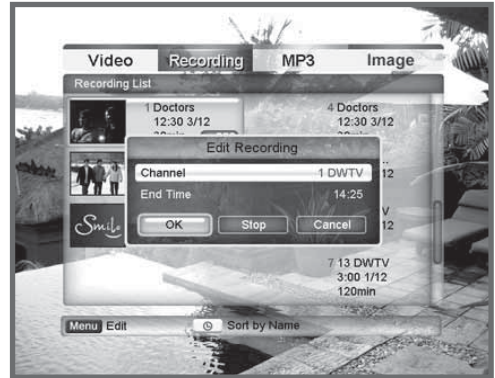 Video Recording MP3 Image
Recording List
1 Doctors
12:30 3/12
4 Doctors
12:30 3/12
Edit Recording
Channel 1 DWTV
End Time 14:25
OK Stop Cancel
12
Smile
12
7 13 DWTV
3:00 1/12
120min
Menu Edit Sort by Name